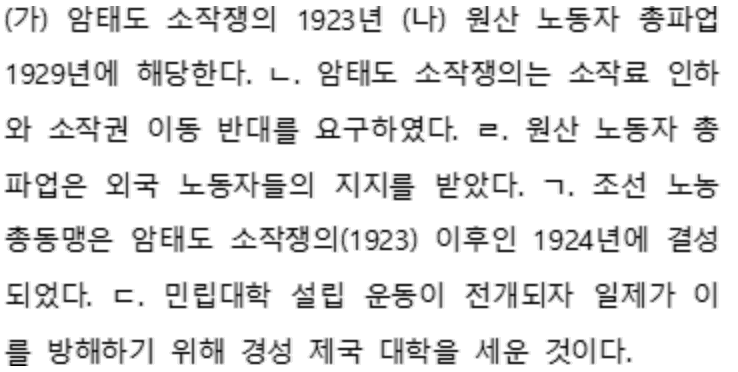 (가) 암태도 소작쟁의 1923년 (나) 원산 노동자 총파업
1929년에 해당한다. ㄴ. 암태도 소작쟁의는 소작료 인하
와 소작권 이동 반대를 요구하였다. ㄹ. 원산 노동자 총
파업은 외국 노동자들의 지지를 받았다. ㄱ. 조선 노농
총동맹은 암태도 소작쟁의(1923) 이후인 1924년에 결성
되었다. ㄷ. 민립대학 설립 운동이 전개되자 일제가 이
를 방해하기 위해 경성 제국 대학을 세운 것이다.